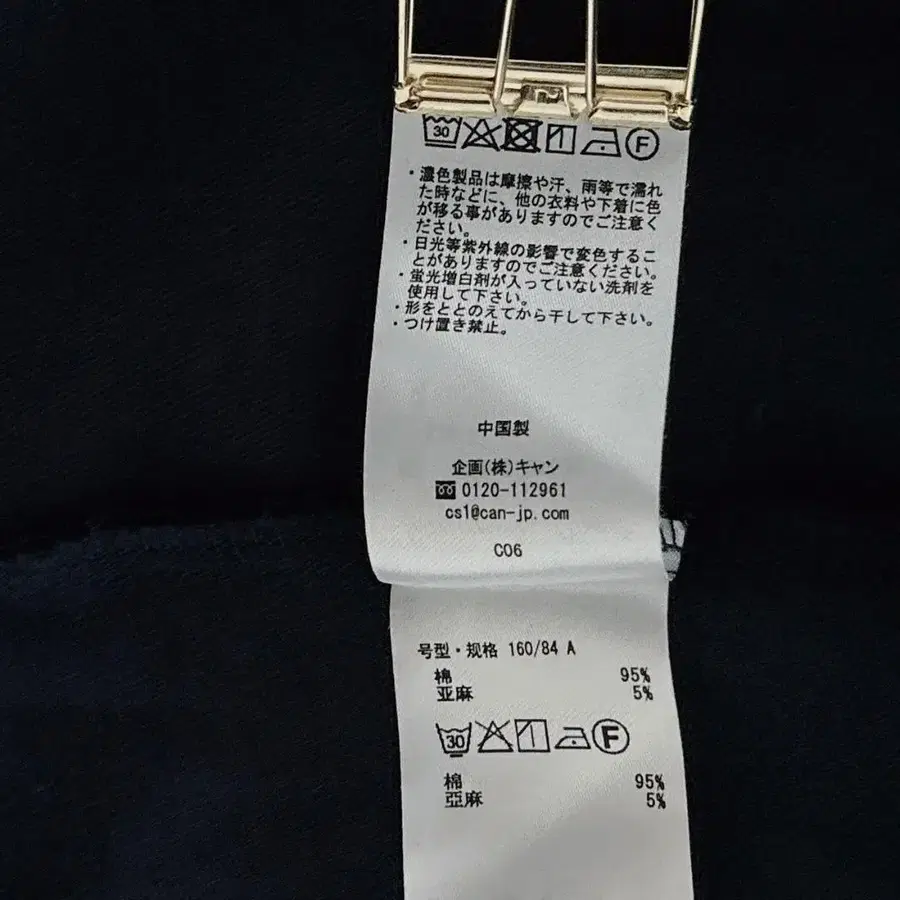 30 F
・濃色製品は摩擦や汗、雨等で濡れ
た時などに、他の衣料や下着に色
が移る事がありますのでご注意く
ださい。
・日光等紫外線の影響で変色するこ
とがありますのでご注意ください。
・蛍光増白剤が入っていない洗剤を
使用して下さい。
・形をととのえてから干して下さい。
・つけ置き禁止。
中国製
企画(株)キャン
0120-112961
cs1@can-jp.com
C06
号型・规格 160/84 A
棉 95%
亚麻 5%
30 F
棉 95%
亞麻 5%